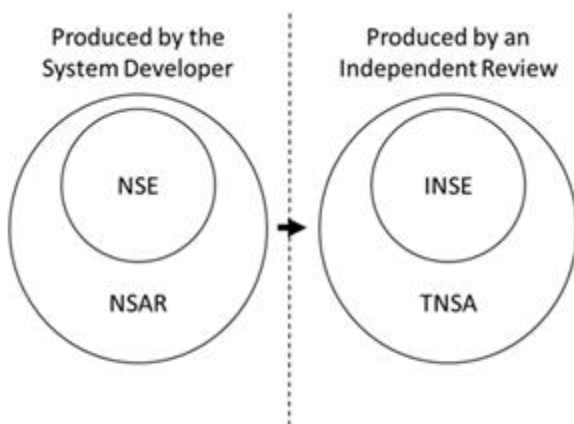 Produced by the
System Developer
NSE
NSAR
Produced by an
Independent Review
INSE
TNSA